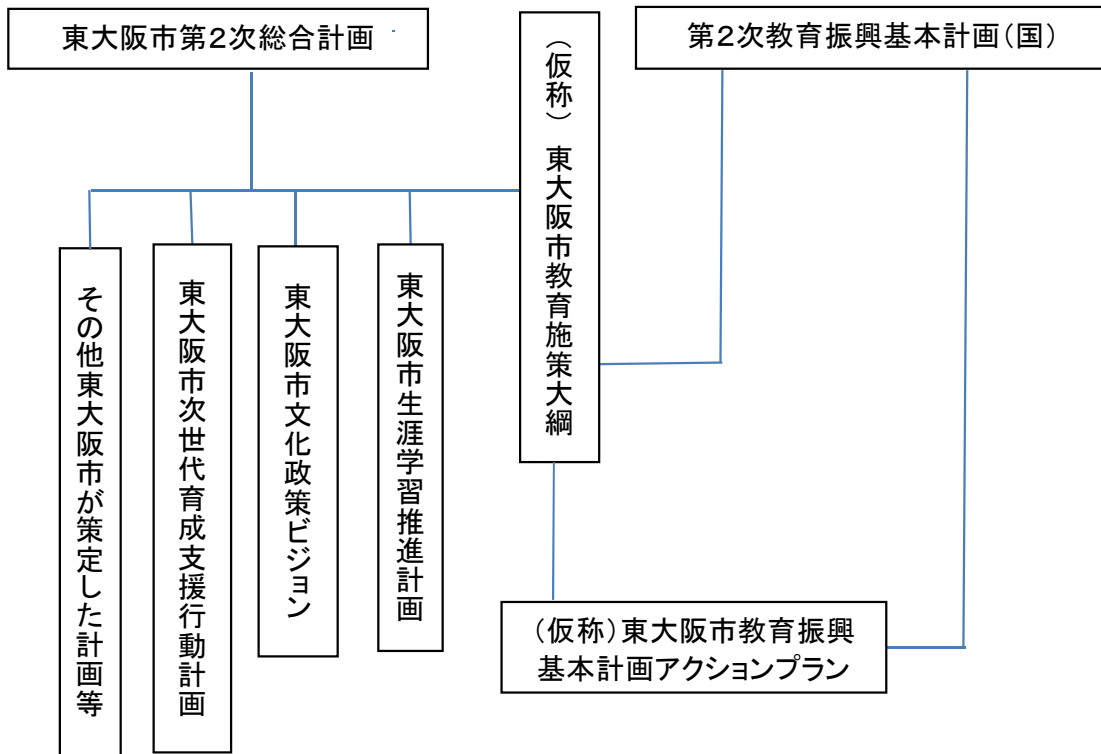 東大阪市第2次総合計画
第2次教育振興基本計画(国)
(仮称) 東大阪市教育施策大綱
東大阪市生涯学習推進計画
東大阪市文化政策ビジョン
東大阪市次世代育成支援行動計画
その他東大阪市が策定した計画等
(仮称)東大阪市教育振興
基本計画アクションプラン